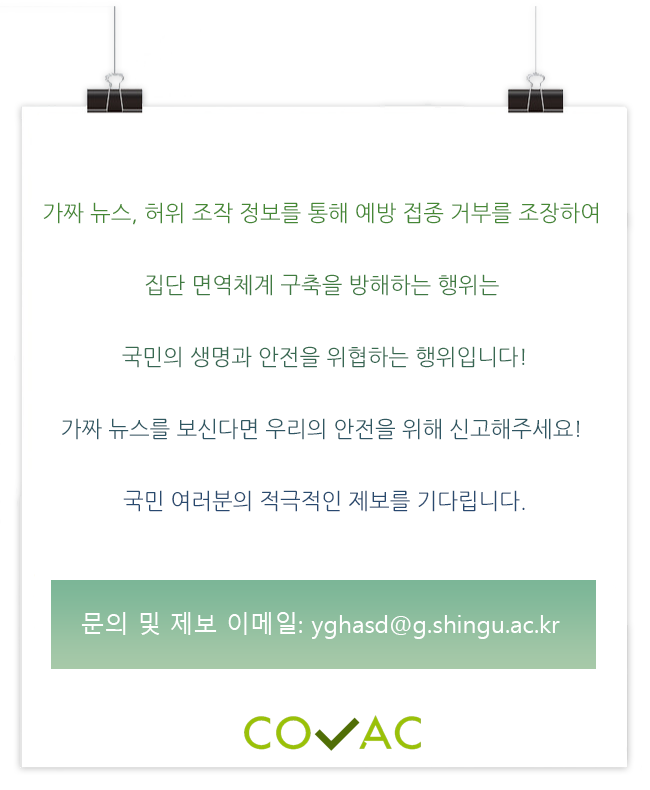 가짜 뉴스, 허위 조작 정보를 통해 예방 접종 거부를 조장하여
집단 면역체계 구축을 방해하는 행위는
국민의 생명과 안전을 위협하는 행위입니다!
가짜 뉴스를 보신다면 우리의 안전을 위해 신고해주세요!
국민 여러분의 적극적인 제보를 기다립니다.
문의 및 제보 이메일: yghasd@g.shingu.ac.kr
COVAC